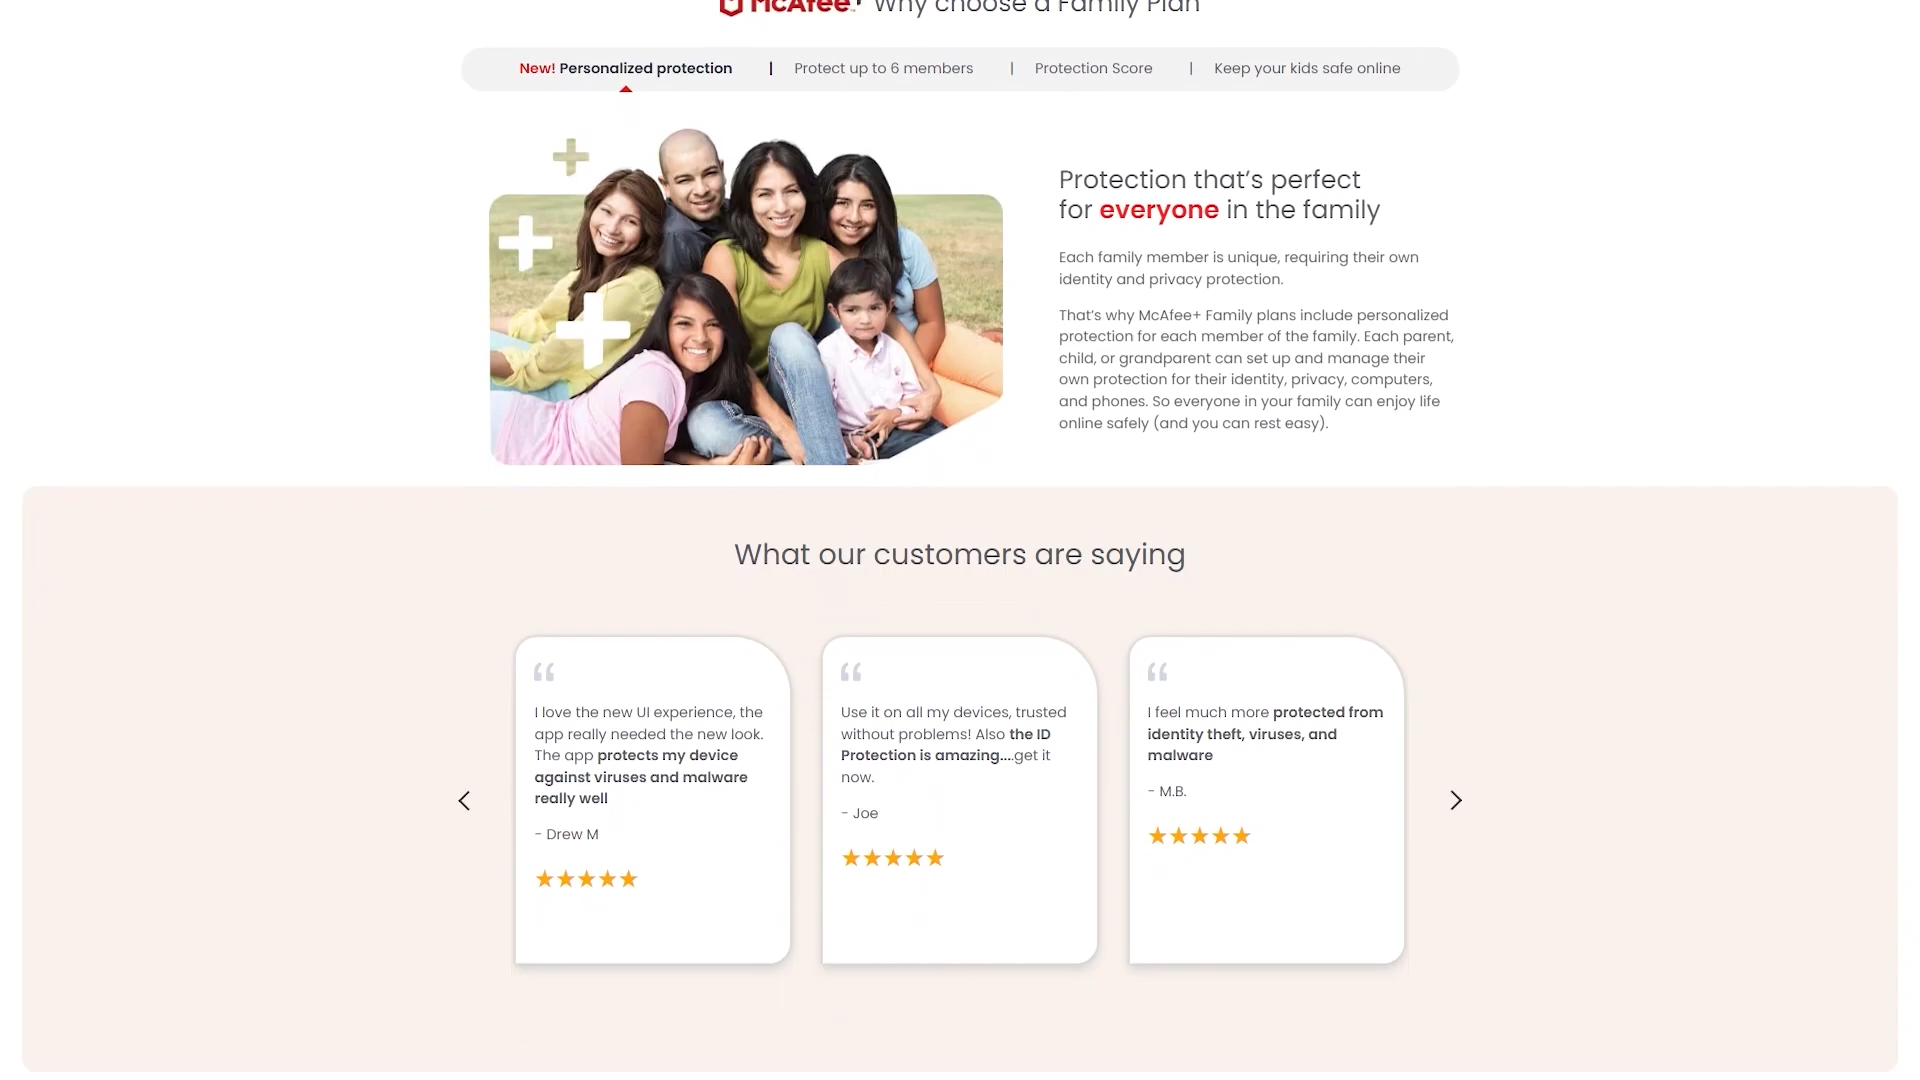 McAfee+ Why choose a Family Plan
New! Personalized protection | Protect up to 6 members | Protection Score | Keep your kids safe online
Protection that’s perfect
for everyone in the family
Each family member is unique, requiring their own
identity and privacy protection.
That’s why McAfee+ Family plans include personalized
protection for each member of the family. Each parent,
child, or grandparent can set up and manage their
own protection for their identity, privacy, computers,
and phones. So everyone in your family can enjoy life
online safely (and you can rest easy).
What our customers are saying
“
I love the new UI experience, the
app really needed the new look.
The app protects my device
against viruses and malware
really well
- Drew M
★★★★★
“
Use it on all my devices, trusted
without problems! Also the ID
Protection is amazing....get it
now.
- Joe
★★★★★
“
I feel much more protected from
identity theft, viruses, and
malware
- M.B.
★★★★★